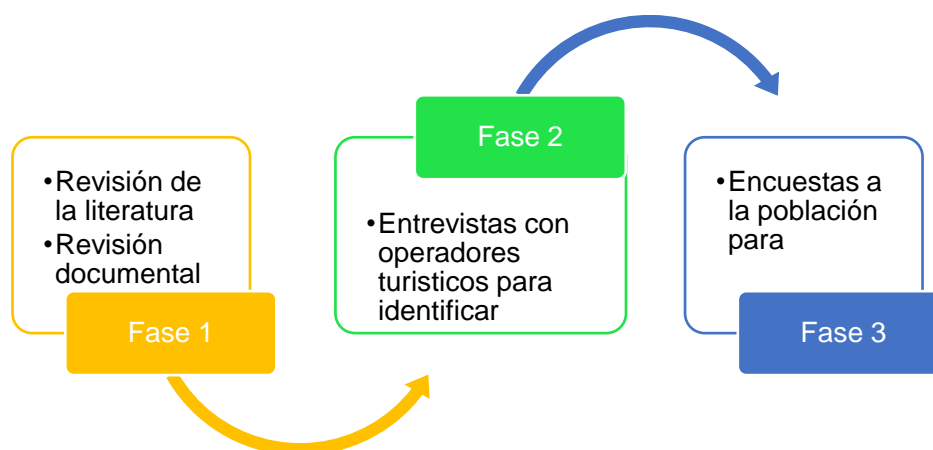 •Revisión de
la literatura
•Revisión
documental
Fase 1
Fase 2
•Entrevistas con
operadores
turisticos para
identificar
•Encuestas a
la población
para
Fase 3